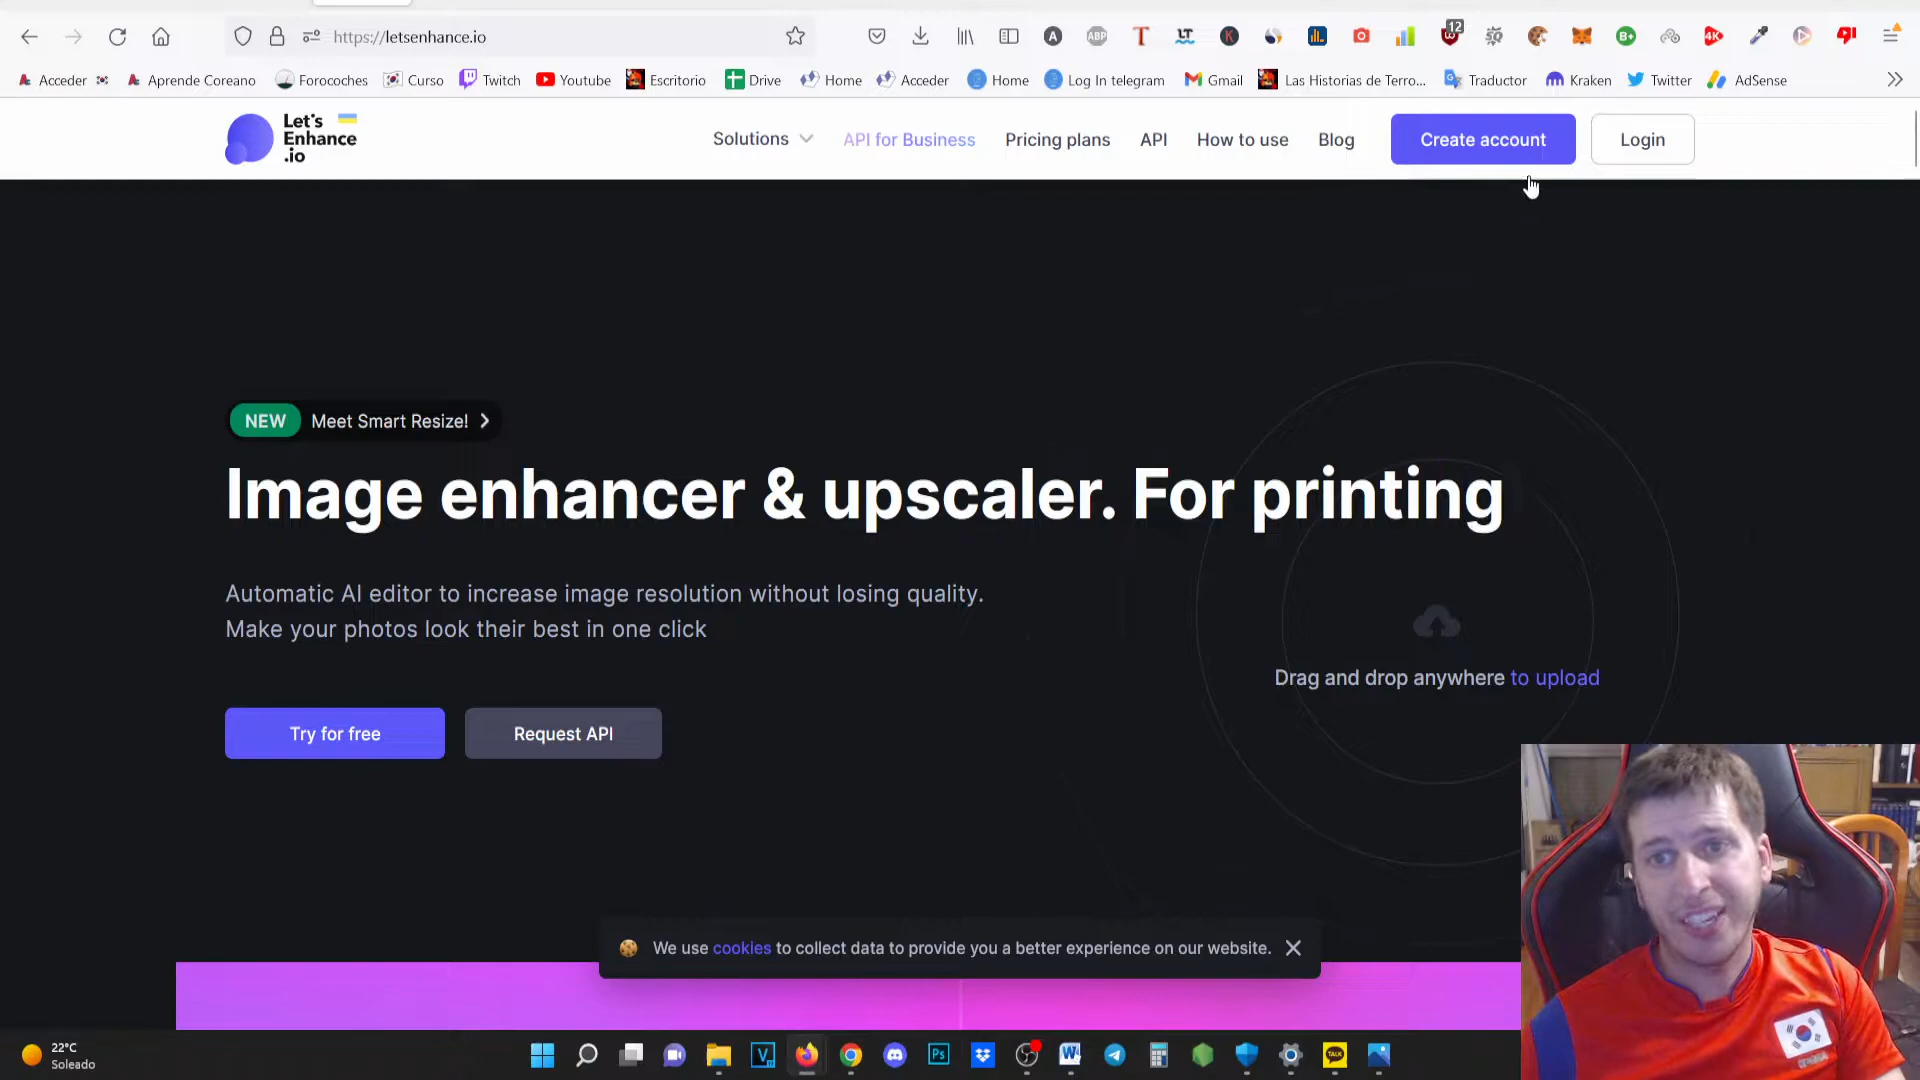 https://letsenhance.io
12
Acceder
Aprende Coreano
Forocoches
Curso
Twitch
Youtube
Escritorio
Drive
Home
Acceder
Home
Log In telegram
Gmail
Las Historias de Terro...
Traductor
Kraken
Twitter
AdSense
Let's
Enhance
.io
Solutions
API for Business
Pricing plans
API
How to use
Blog
Create account
Login
NEW Meet Smart Resize!
Image enhancer & upscaler. For printing
Automatic AI editor to increase image resolution without losing quality.
Make your photos look their best in one click
Drag and drop anywhere to upload
Try for free
Request API
We use cookies to collect data to provide you a better experience on our website.
22°C
Soleado